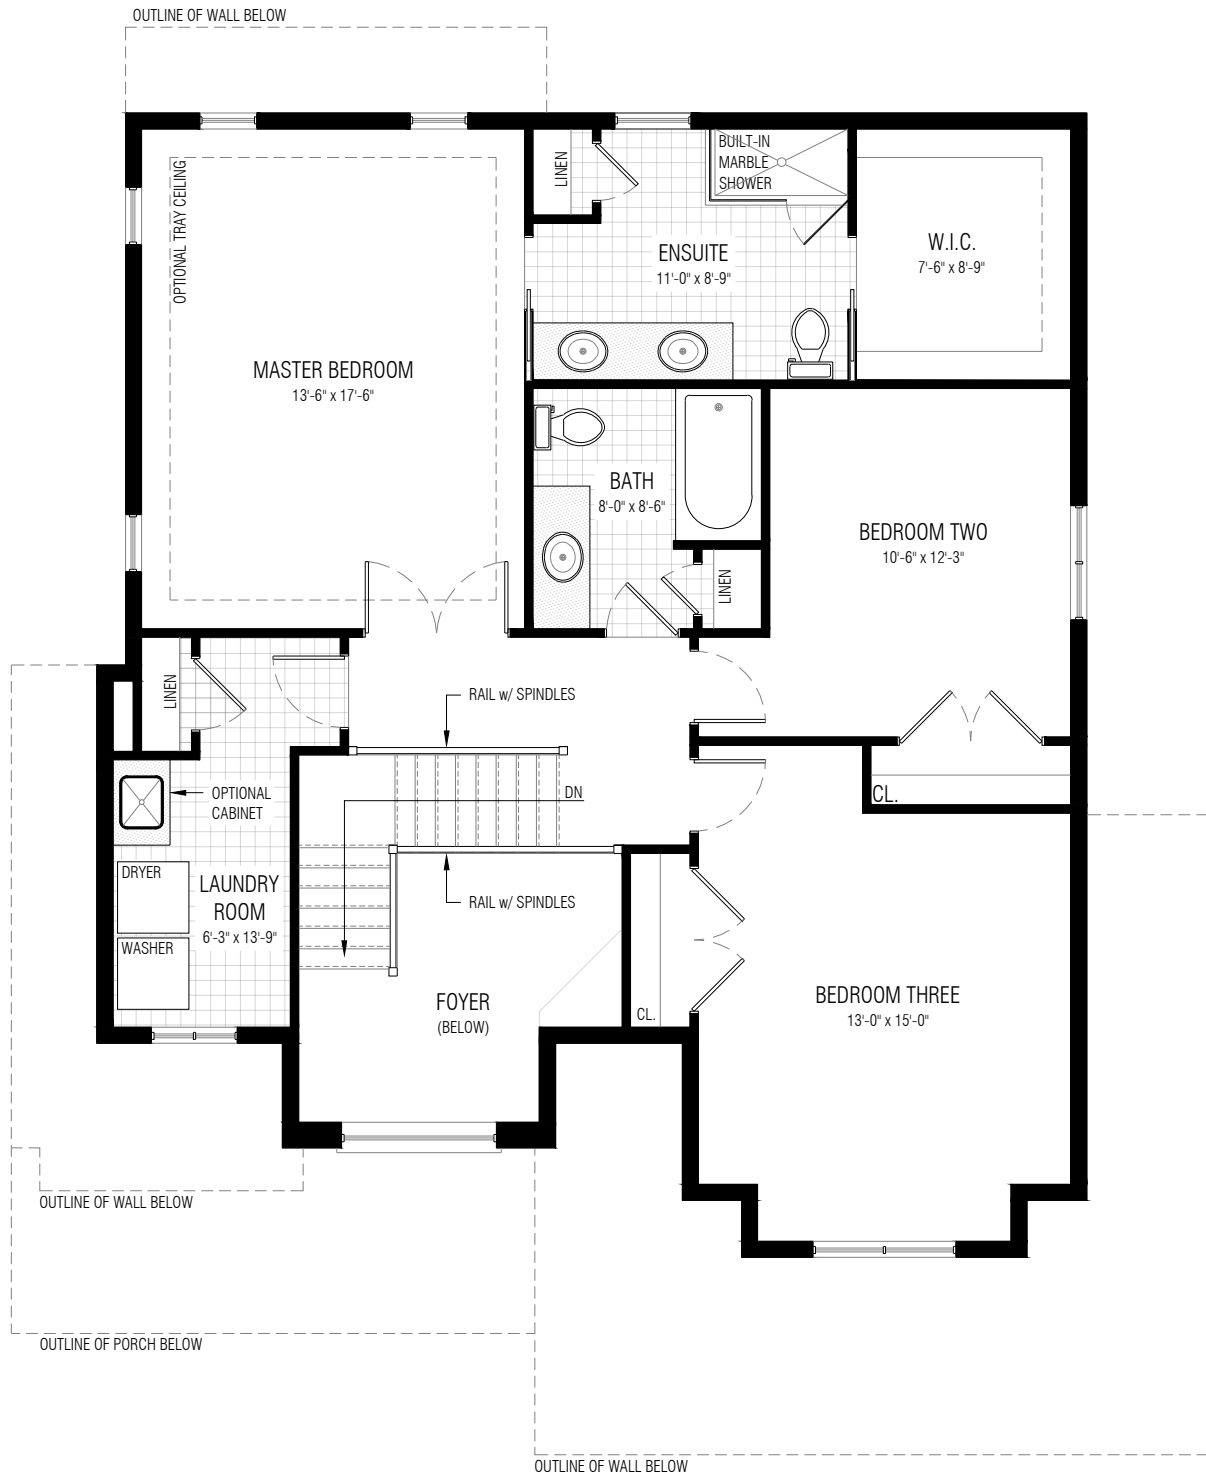 OUTLINE OF WALL BELOW
OPTIONAL TRAY CEILING
LINEN
BUILT-IN
MARBLE
SHOWER
ENSUITE
11'-0" x 8'-9"
W.I.C.
7'-6" x 8'-9"
MASTER BEDROOM
13'-6" x 17'-6"
BATH
8'-0" x 8'-6"
BEDROOM TWO
10'-6" x 12'-3"
LINEN
LINEN
RAIL w/ SPINDLES
OPTIONAL
CABINET
DN
CL.
DRYER
LAUNDRY
ROOM
6'-3" x 13'-9"
WASHER
RAIL w/ SPINDLES
FOYER
(BELOW)
CL.
BEDROOM THREE
13'-0" x 15'-0"
OUTLINE OF WALL BELOW
OUTLINE OF PORCH BELOW
OUTLINE OF WALL BELOW